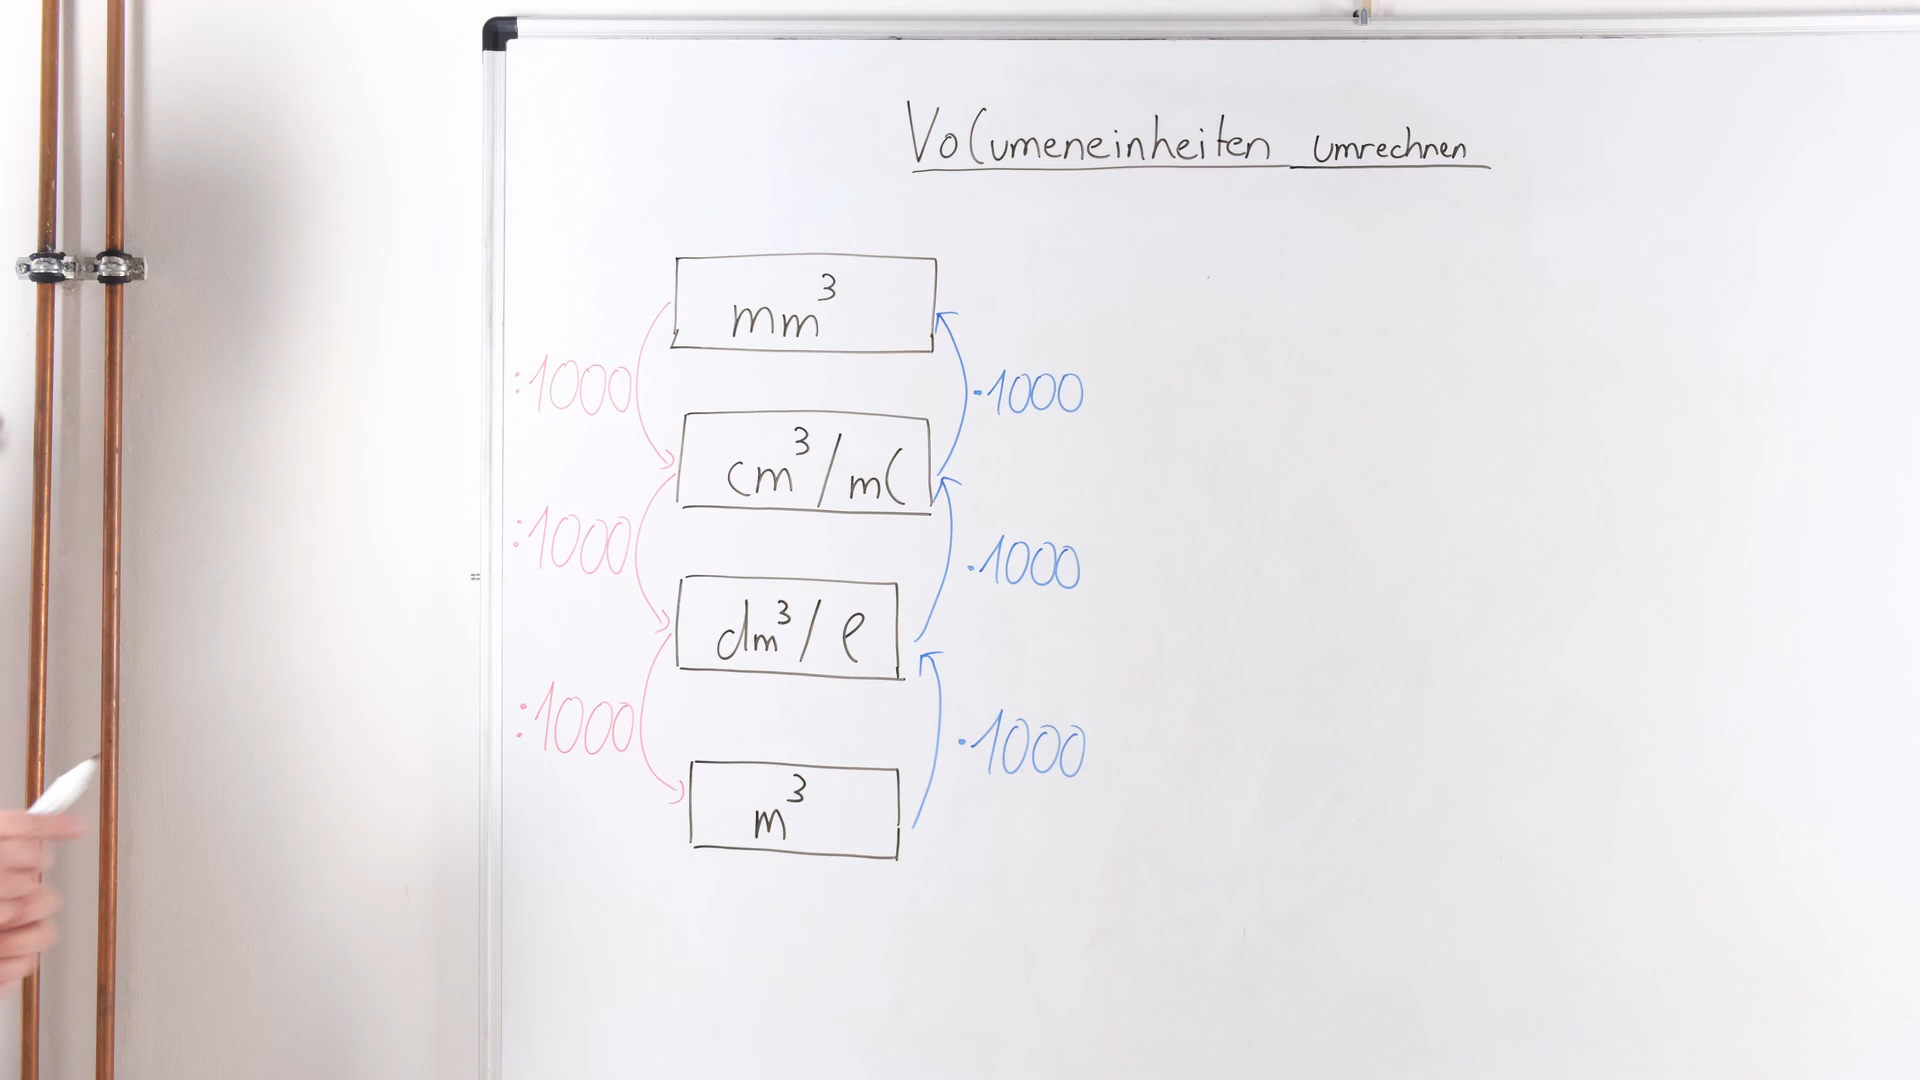 Volumeneinheiten umrechnen
mm³
:1000 ·1000
cm³/ml
:1000 ·1000
dm³/l
:1000 ·1000
m³